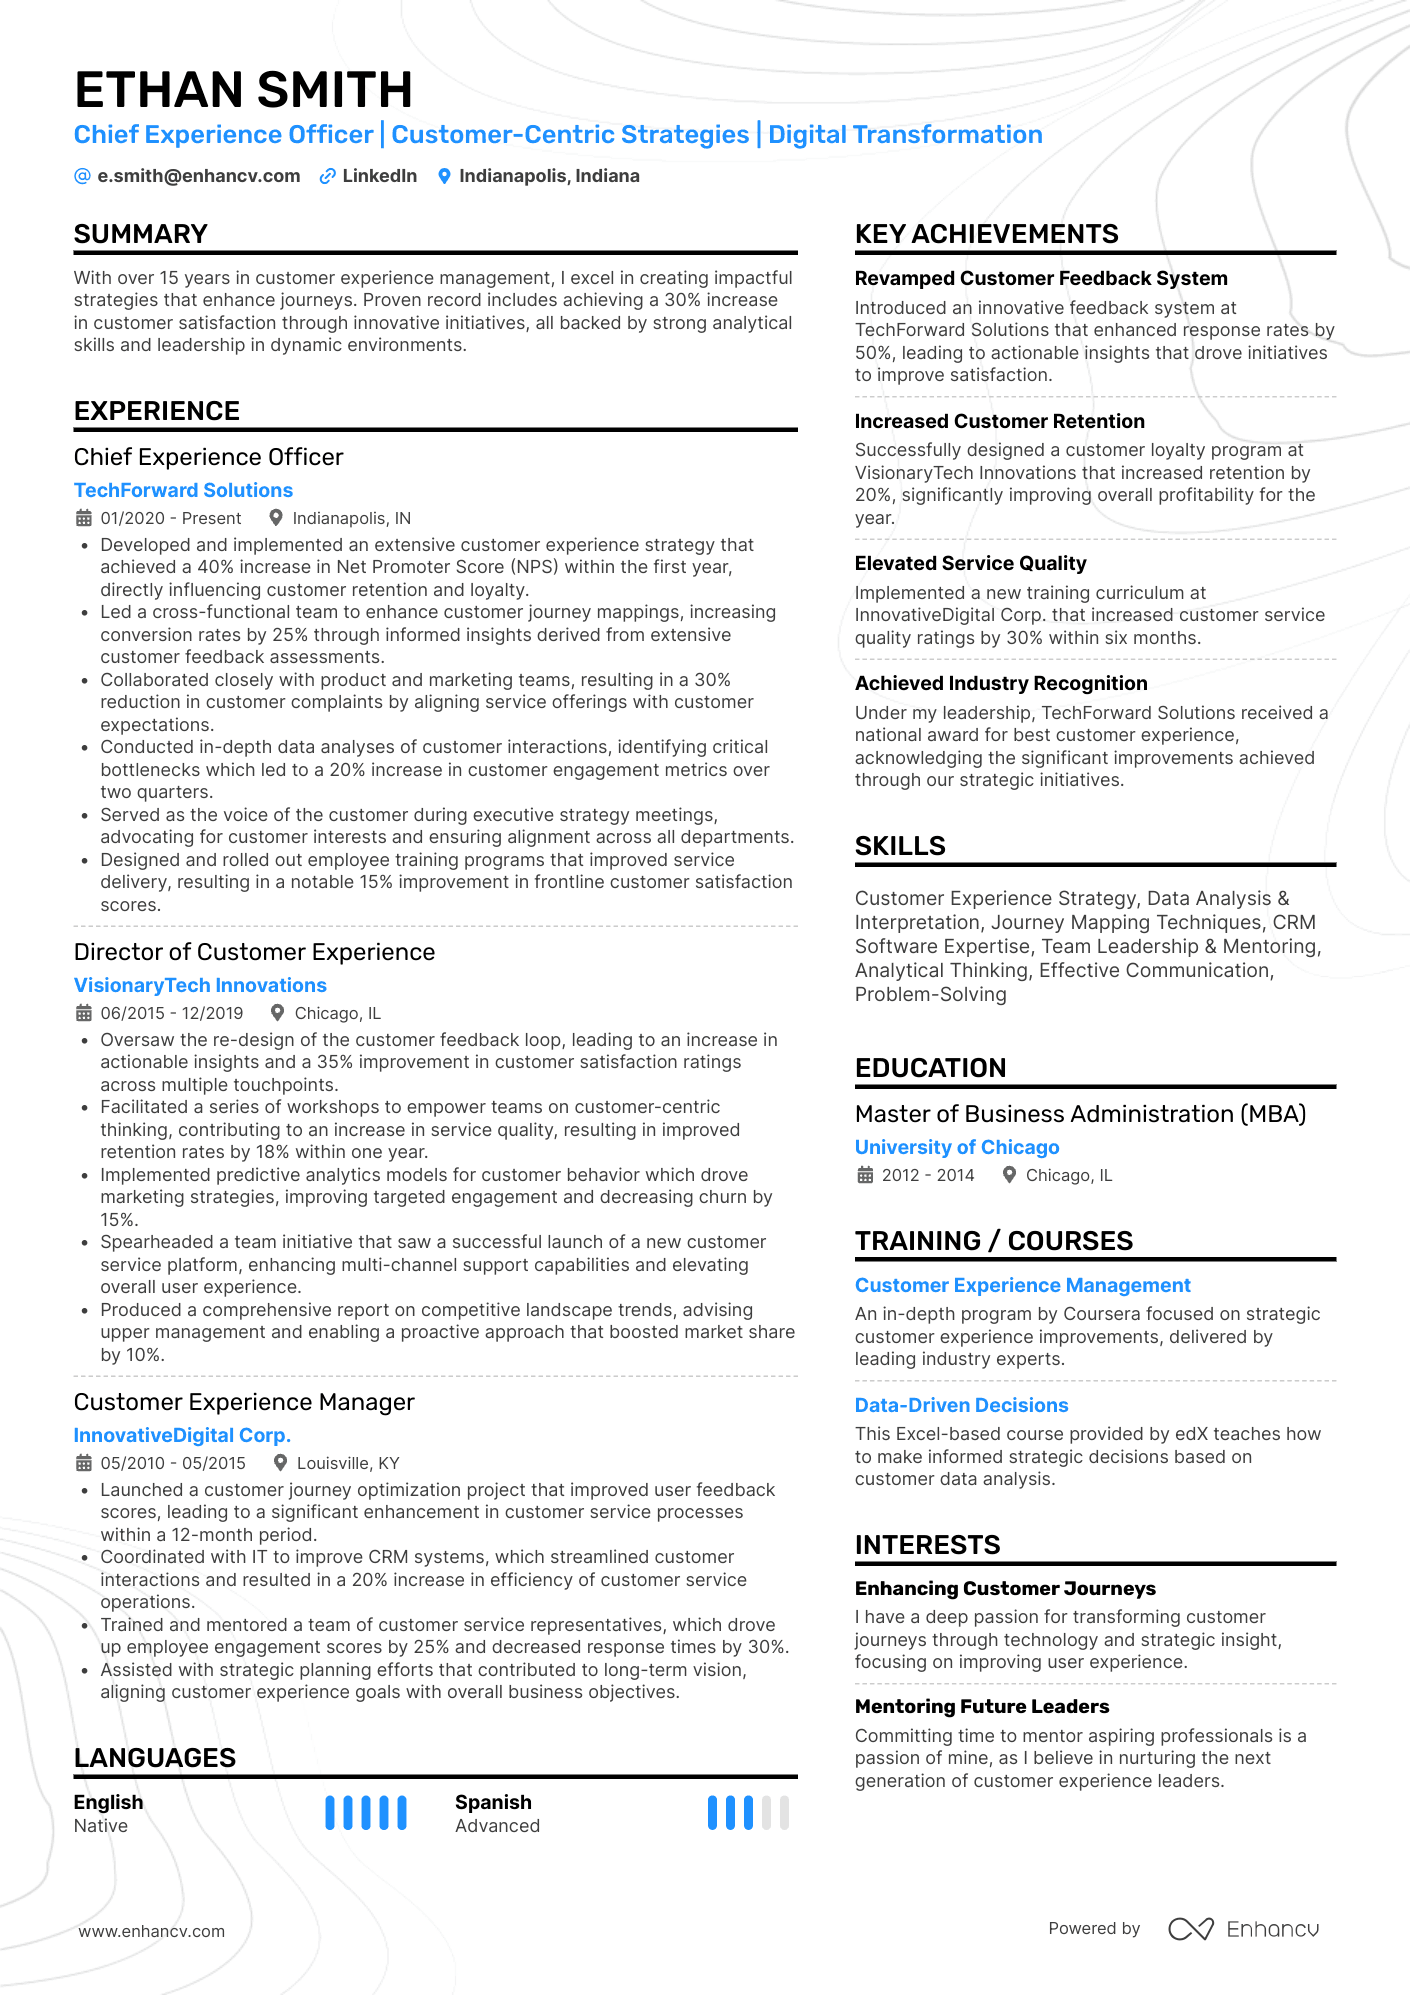 ETHAN SMITH
Chief Experience Officer | Customer-Centric Strategies | Digital Transformation
e.smith@enhancv.com LinkedIn Indianapolis, Indiana
SUMMARY
With over 15 years in customer experience management, I excel in creating impactful
strategies that enhance journeys. Proven record includes achieving a 30% increase
in customer satisfaction through innovative initiatives, all backed by strong analytical
skills and leadership in dynamic environments.
EXPERIENCE
Chief Experience Officer
TechForward Solutions
01/2020 - Present Indianapolis, IN
• Developed and implemented an extensive customer experience strategy that
achieved a 40% increase in Net Promoter Score (NPS) within the first year,
directly influencing customer retention and loyalty.
• Led a cross-functional team to enhance customer journey mappings, increasing
conversion rates by 25% through informed insights derived from extensive
customer feedback assessments.
• Collaborated closely with product and marketing teams, resulting in a 30%
reduction in customer complaints by aligning service offerings with customer
expectations.
• Conducted in-depth data analyses of customer interactions, identifying critical
bottlenecks which led to a 20% increase in customer engagement metrics over
two quarters.
• Served as the voice of the customer during executive strategy meetings,
advocating for customer interests and ensuring alignment across all departments.
• Designed and rolled out employee training programs that improved service
delivery, resulting in a notable 15% improvement in frontline customer satisfaction
scores.
Director of Customer Experience
VisionaryTech Innovations
06/2015 - 12/2019 Chicago, IL
• Oversaw the re-design of the customer feedback loop, leading to an increase in
actionable insights and a 35% improvement in customer satisfaction ratings
across multiple touchpoints.
• Facilitated a series of workshops to empower teams on customer-centric
thinking, contributing to an increase in service quality, resulting in improved
retention rates by 18% within one year.
• Implemented predictive analytics models for customer behavior which drove
marketing strategies, improving targeted engagement and decreasing churn by
15%.
• Spearheaded a team initiative that saw a successful launch of a new customer
service platform, enhancing multi-channel support capabilities and elevating
overall user experience.
• Produced a comprehensive report on competitive landscape trends, advising
upper management and enabling a proactive approach that boosted market share
by 10%.
Customer Experience Manager
InnovativeDigital Corp.
05/2010 - 05/2015 Louisville, KY
• Launched a customer journey optimization project that improved user feedback
scores, leading to a significant enhancement in customer service processes
within a 12-month period.
• Coordinated with IT to improve CRM systems, which streamlined customer
interactions and resulted in a 20% increase in efficiency of customer service
operations.
• Trained and mentored a team of customer service representatives, which drove
up employee engagement scores by 25% and decreased response times by 30%.
• Assisted with strategic planning efforts that contributed to long-term vision,
aligning customer experience goals with overall business objectives.
LANGUAGES
English Spanish
Native Advanced
KEY ACHIEVEMENTS
Revamped Customer Feedback System
Introduced an innovative feedback system at
TechForward Solutions that enhanced response rates by
50%, leading to actionable insights that drove initiatives
to improve satisfaction.
Increased Customer Retention
Successfully designed a customer loyalty program at
VisionaryTech Innovations that increased retention by
20%, significantly improving overall profitability for the
year.
Elevated Service Quality
Implemented a new training curriculum at
InnovativeDigital Corp. that increased customer service
quality ratings by 30% within six months.
Achieved Industry Recognition
Under my leadership, TechForward Solutions received a
national award for best customer experience,
acknowledging the significant improvements achieved
through our strategic initiatives.
SKILLS
Customer Experience Strategy, Data Analysis &
Interpretation, Journey Mapping Techniques, CRM
Software Expertise, Team Leadership & Mentoring,
Analytical Thinking, Effective Communication,
Problem-Solving
EDUCATION
Master of Business Administration (MBA)
University of Chicago
2012 - 2014 Chicago, IL
TRAINING / COURSES
Customer Experience Management
An in-depth program by Coursera focused on strategic
customer experience improvements, delivered by
leading industry experts.
Data-Driven Decisions
This Excel-based course provided by edX teaches how
to make informed strategic decisions based on
customer data analysis.
INTERESTS
Enhancing Customer Journeys
I have a deep passion for transforming customer
journeys through technology and strategic insight,
focusing on improving user experience.
Mentoring Future Leaders
Committing time to mentor aspiring professionals is a
passion of mine, as I believe in nurturing the next
generation of customer experience leaders.
www.enhancv.com
Powered by Enhancv